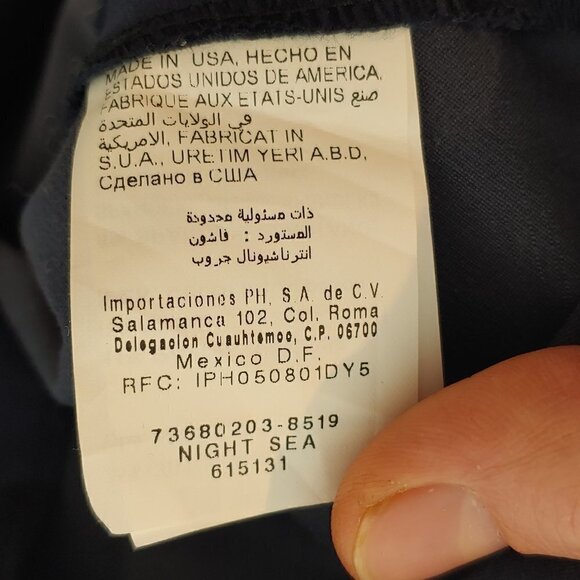 MADE IN USA, HECHO EN
ESTADOS UNIDOS DE AMERICA,
FABRIQUE AUX ETATS-UNIS صنع
في الولايات المتحدة
الامريكية, FABRICAT IN
S.U.A., URETIM YERI A.B.D,
Сделано в США
ذات مسئولية محدودة
المستورد : فاشون
انترناشيونال جروب
Importaciones PH, S.A. de C.V.
Salamanca 102, Col. Roma
Delegacion Cuauhtemoc, C.P. 06700
Mexico D.F.
RFC: IPH050801DY5
73680203-8519
NIGHT SEA
615131